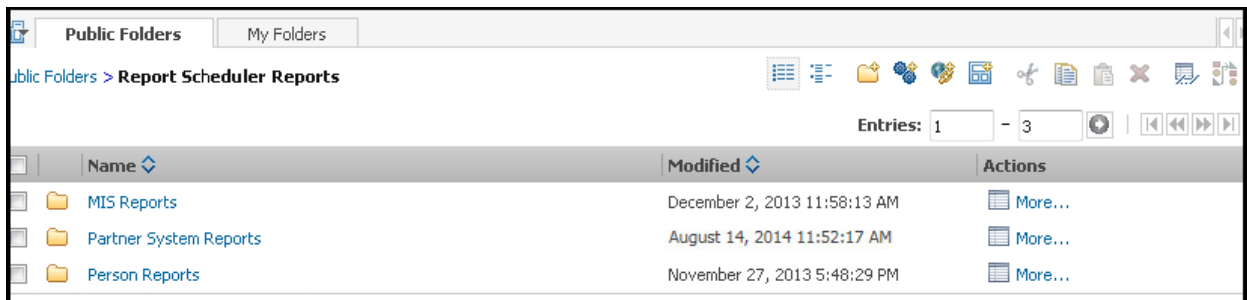 Public Folders My Folders
ublic Folders > Report Scheduler Reports
Entries: 1 - 3
Name Modified Actions
MIS Reports December 2, 2013 11:58:13 AM More...
Partner System Reports August 14, 2014 11:52:17 AM More...
Person Reports November 27, 2013 5:48:29 PM More...